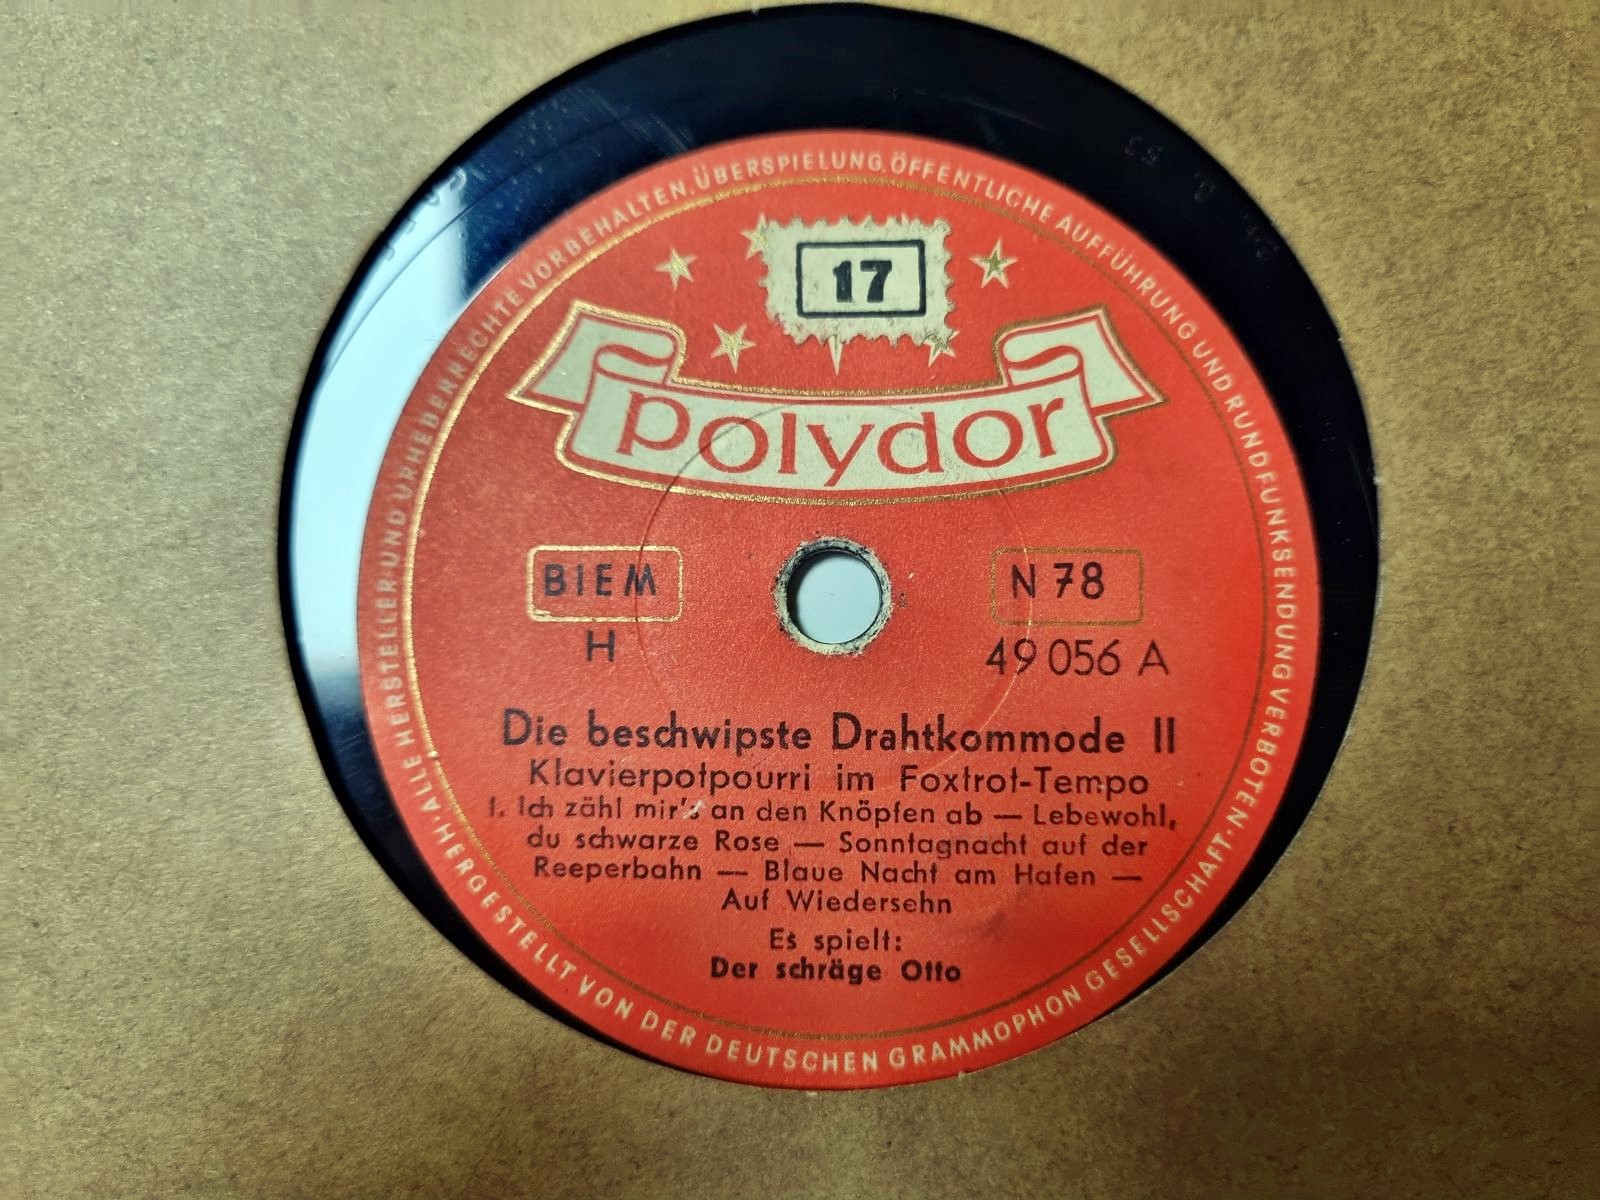 ALLE HERSTELLER- UND URHEBERRECHTE VORBEHALTEN. ÜBERSPIELUNG, ÖFFENTLICHE AUFFÜHRUNG UND RUNDFUNKSENDUNG VERBOTEN
17
polydor
BIEM
N 78
H
49 056 A
Die beschwipste Drahtkommode II
Klavierpotpourri im Foxtrot-Tempo
1. Ich zähl mir's an den Knöpfen ab — Lebewohl,
du schwarze Rose — Sonntagnacht auf der
Reeperbahn — Blaue Nacht am Hafen —
Auf Wiedersehn
Es spielt:
Der schräge Otto
HERGESTELLT VON DER DEUTSCHEN GRAMMOPHON GESELLSCHAFT